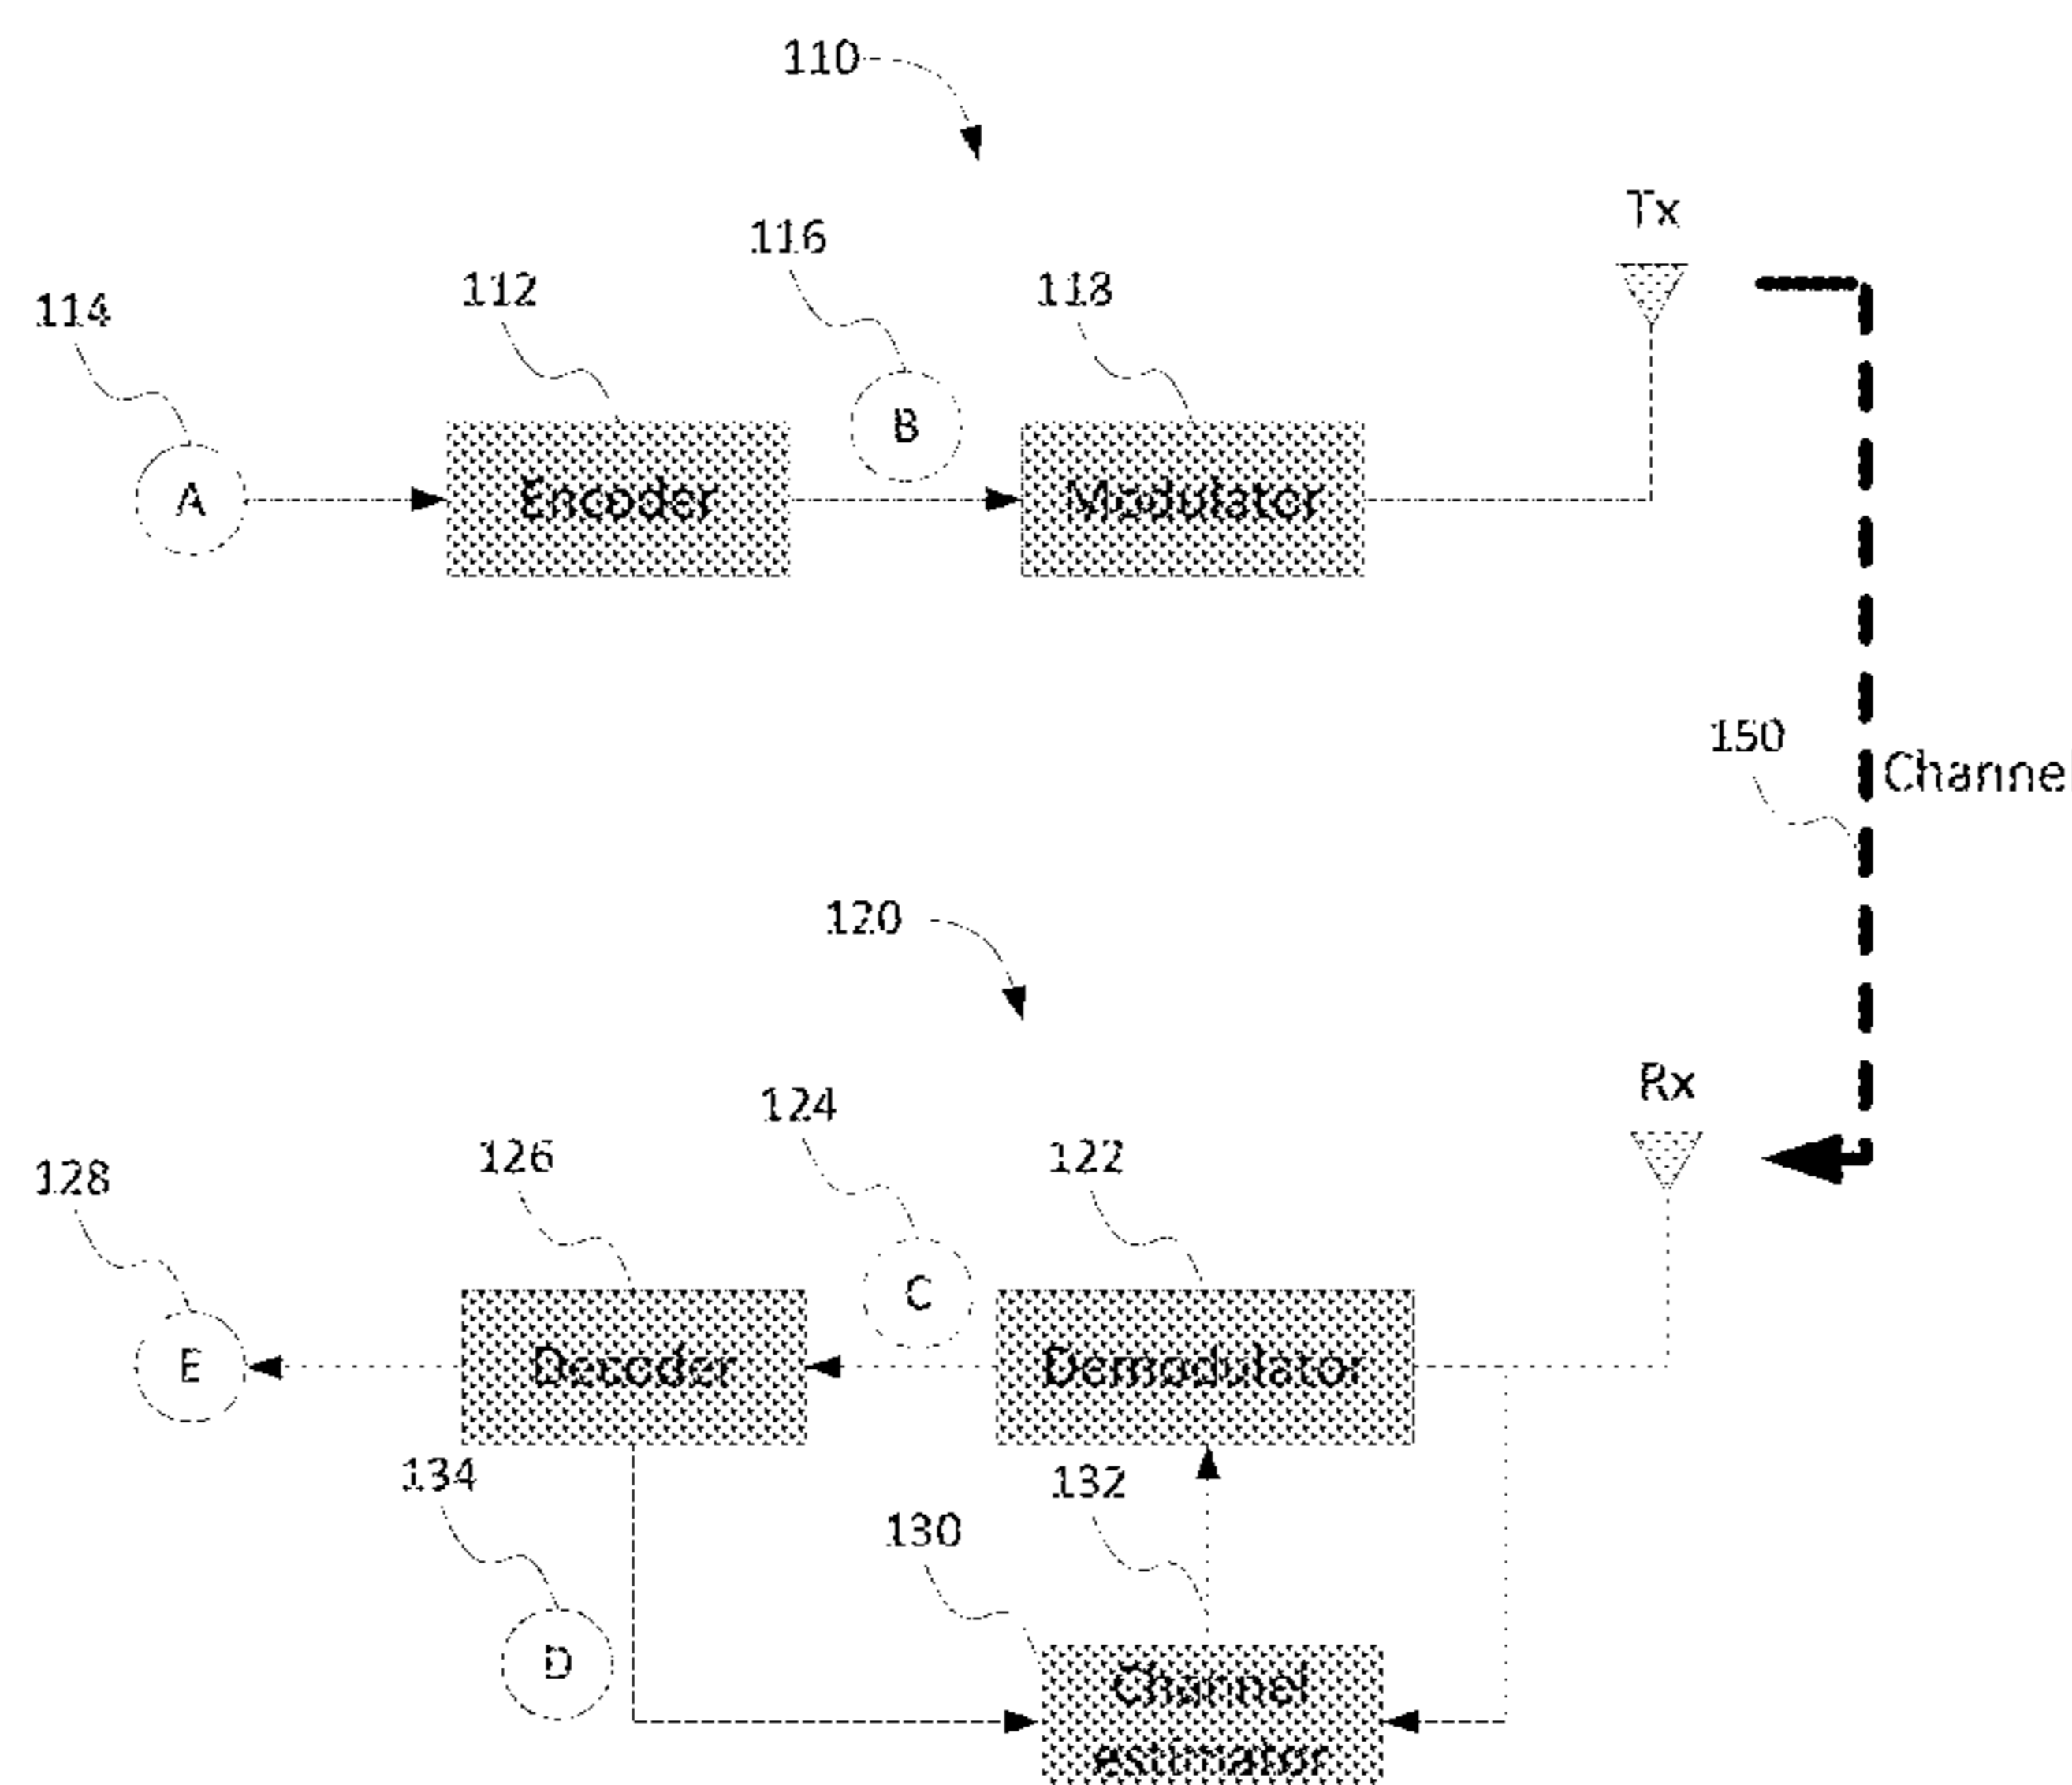 110
Tx
116
112
118
114
B
A
Encoder
Modulator
150
Channel
120
Rx
124
126
122
128
C
E
Decoder
Demodulator
134
132
130
D
Channel
estimator